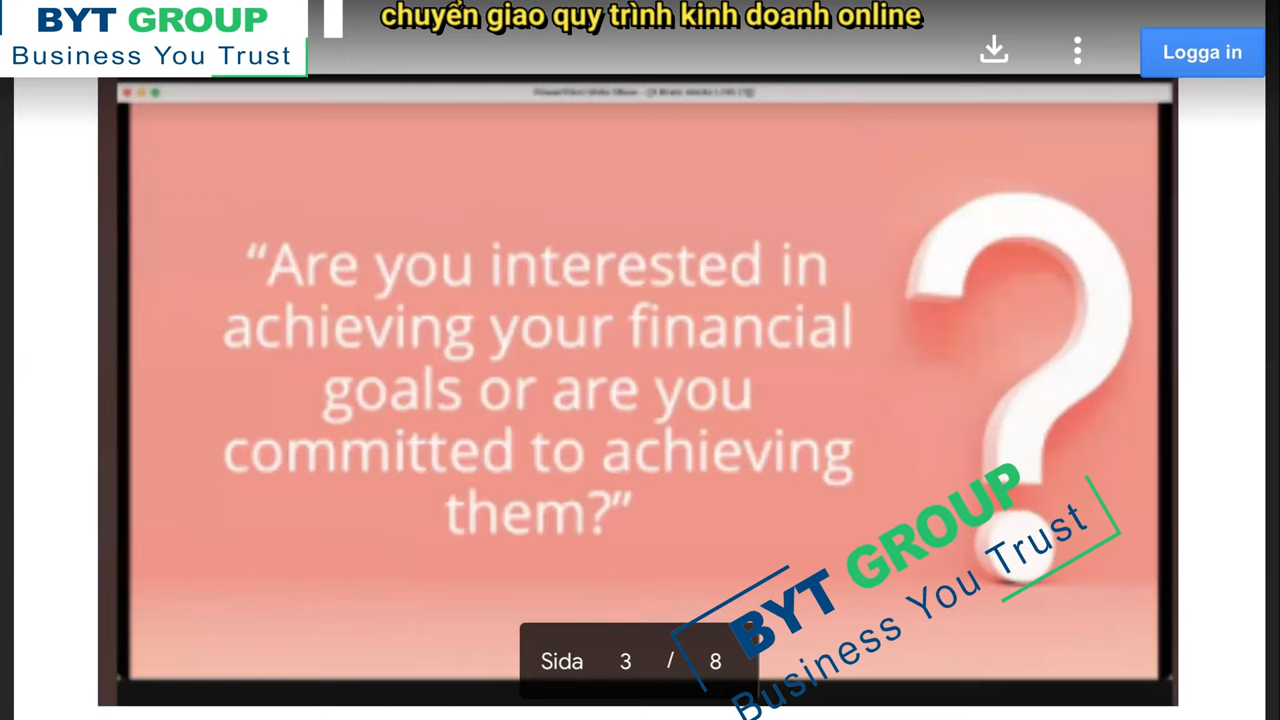 BYT GROUP
Business You Trust
chuyển giao quy trình kinh doanh online
Logga in
“Are you interested in
achieving your financial
goals or are you
committed to achieving
them?”
BYT GROUP
Business You Trust
Sida 3 / 8